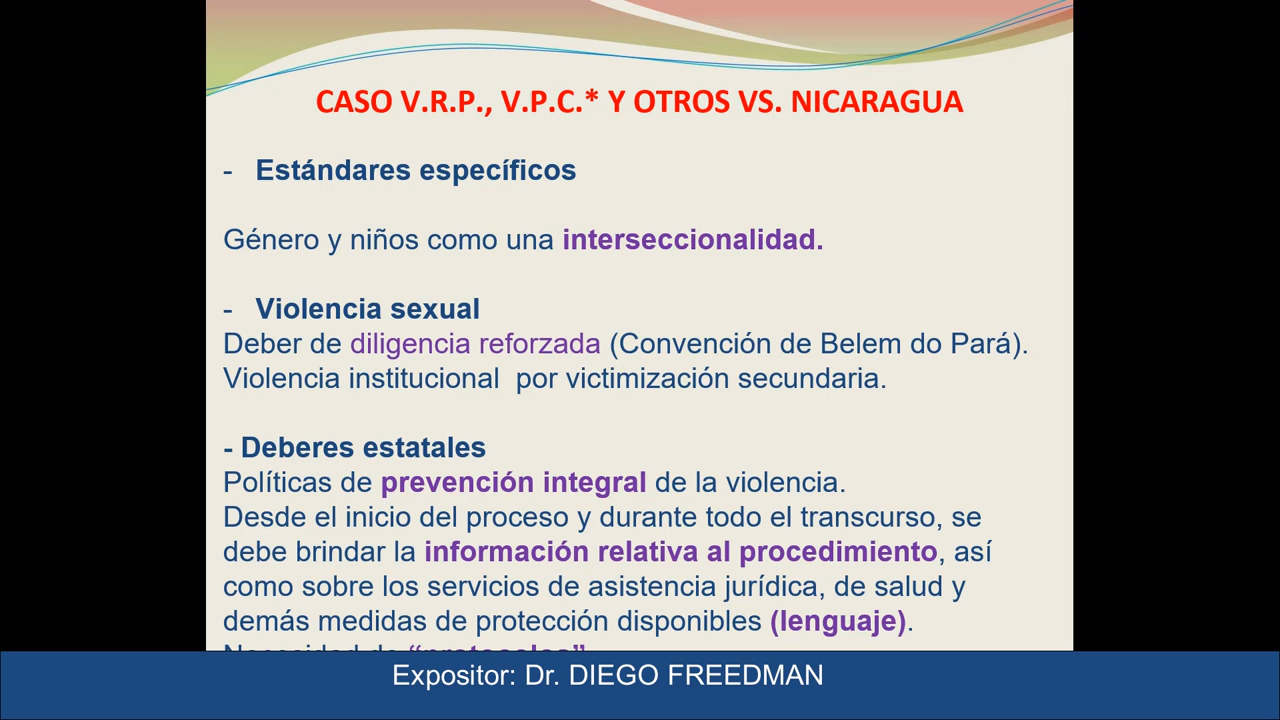 CASO V.R.P., V.P.C.* Y OTROS VS. NICARAGUA
- Estándares específicos
Género y niños como una interseccionalidad.
- Violencia sexual
Deber de diligencia reforzada (Convención de Belem do Pará).
Violencia institucional por victimización secundaria.
- Deberes estatales
Políticas de prevención integral de la violencia.
Desde el inicio del proceso y durante todo el transcurso, se
debe brindar la información relativa al procedimiento, así
como sobre los servicios de asistencia jurídica, de salud y
demás medidas de protección disponibles (lenguaje).
Necesidad de “protocolos”
Expositor: Dr. DIEGO FREEDMAN